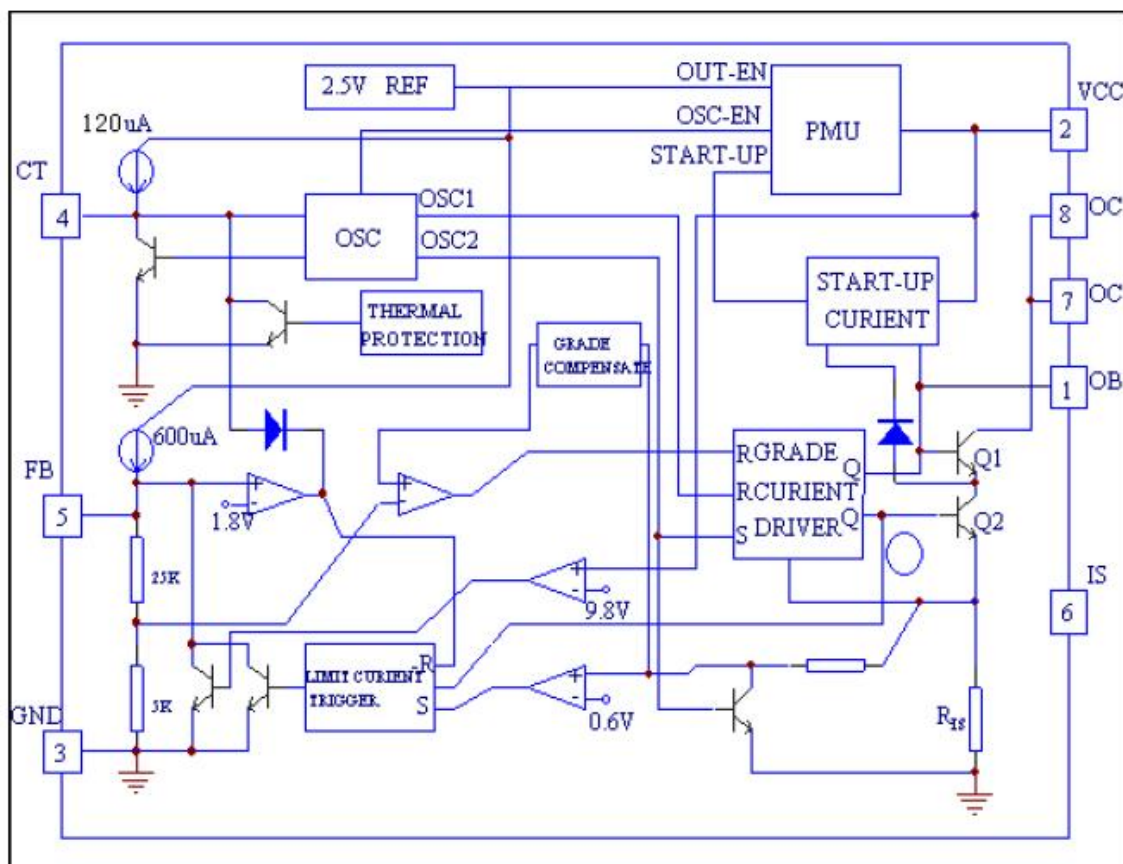 2.5V REF
OUT-EN
OSC-EN
START-UP
PMU
VCC
2
120uA
CT
4
OSC
OSC1
OSC2
OC
8
START-UP
CURIENT
OC
7
THERMAL
PROTECTION
GRADE
COMPENSATE
OB
1
600uA
FB
5
1.8V
RGRADE
Q
RCURIENT
S DRIVER Q
Q1
Q2
IS
6
25K
9.8V
5K
LIMIT CURIENT
TRIGGER
-R
S
0.6V
RIS
GND
3
+
-
+
-
+
-
+
-